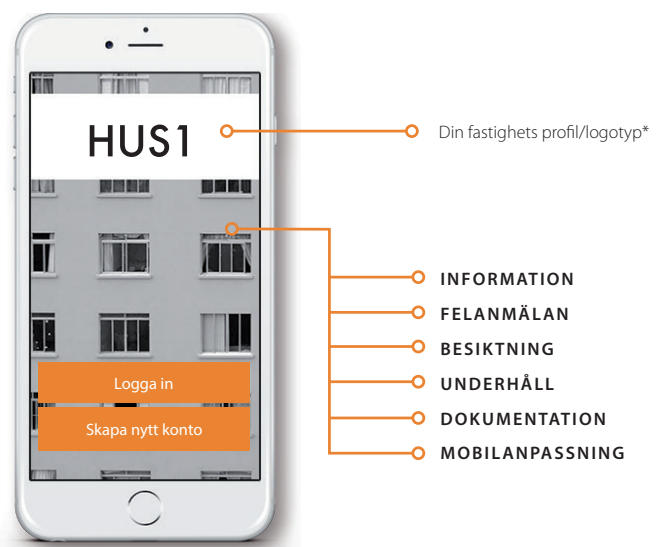 HUS1
Din fastighets profil/logotyp*
INFORMATION
FELANMÄLAN
BESIKTNING
UNDERHÅLL
DOKUMENTATION
MOBILANPASSNING
Logga in
Skapa nytt konto